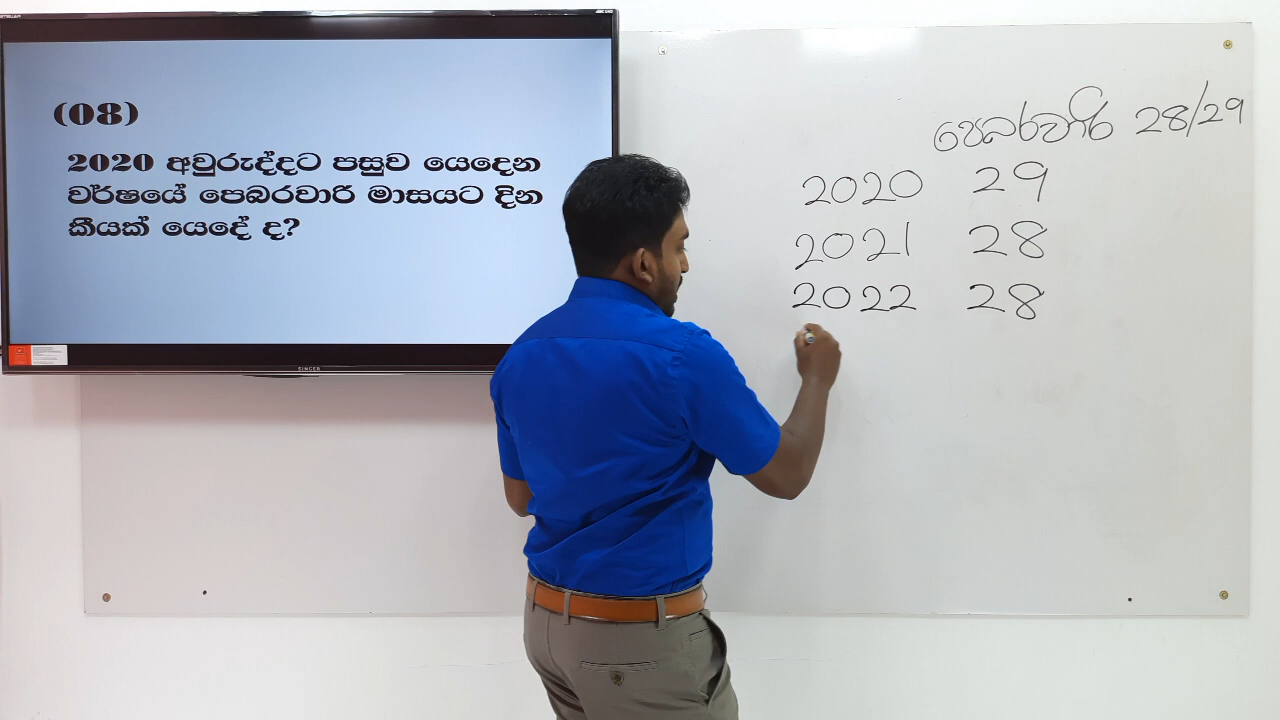 (08)
2020 අවුරුද්දට පසුව යෙදෙන
වර්ෂයේ පෙබරවාරි මාසයට දින
කීයක් යෙදේ ද?
SINGER
පෙබරවාරි 28/29
2020 29
2021 28
2022 28